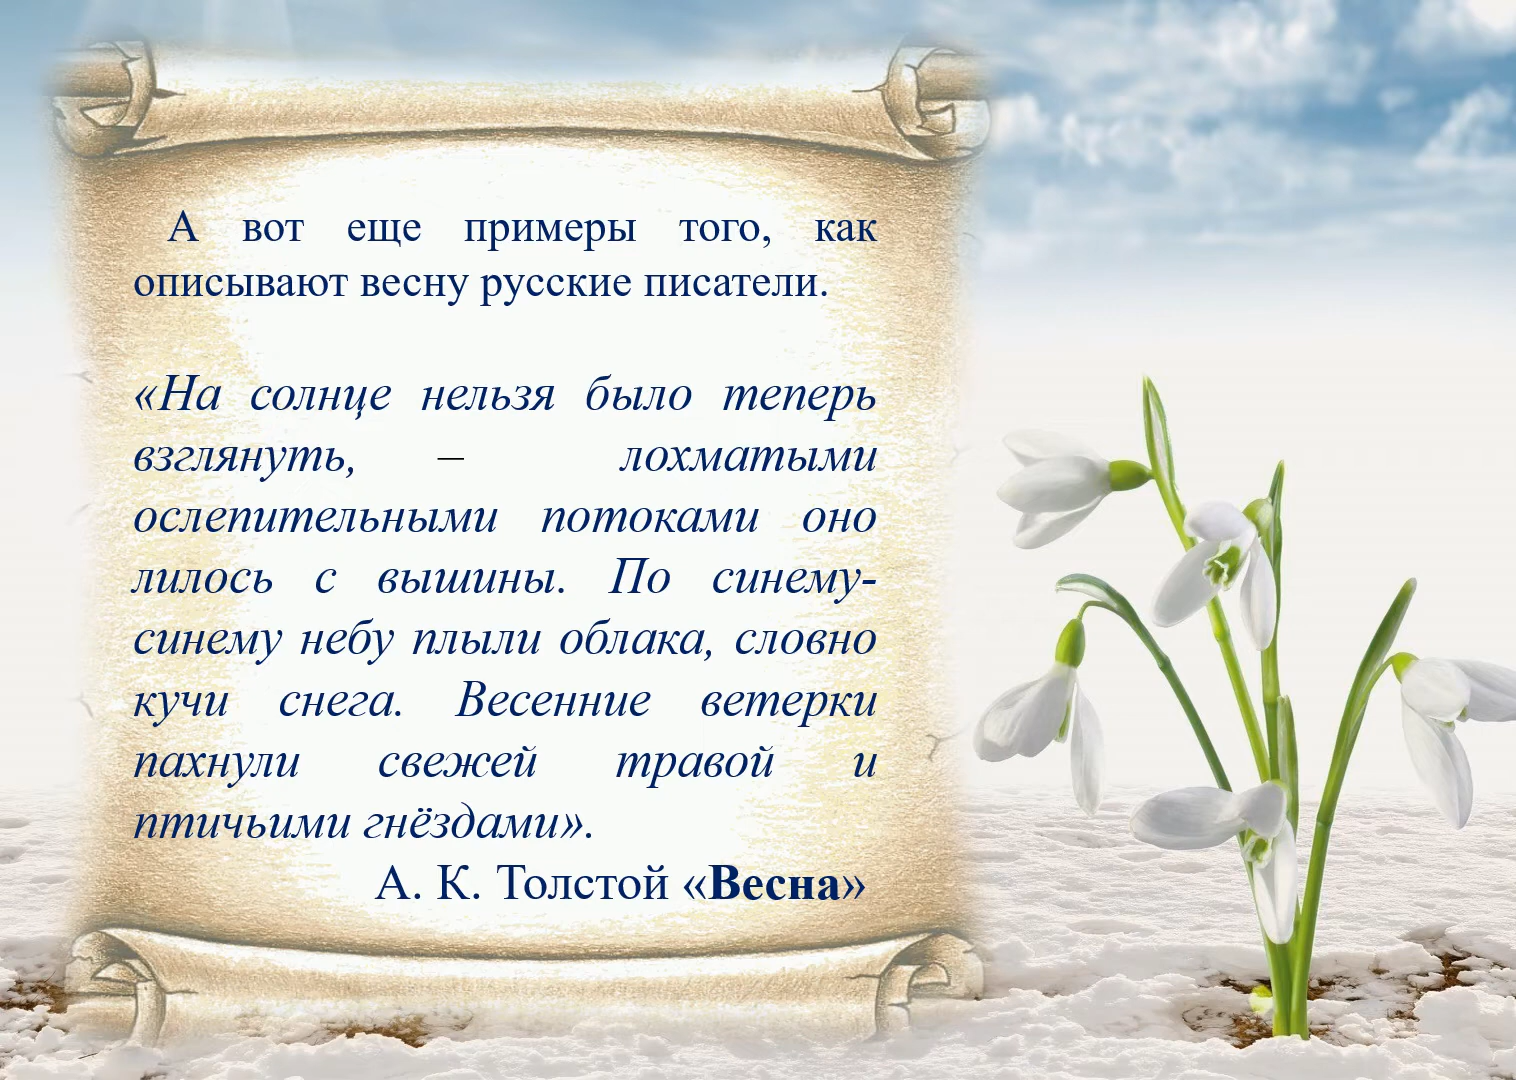 А вот еще примеры того, как
описывают весну русские писатели.
«На солнце нельзя было теперь
взглянуть, – лохматыми
ослепительными потоками оно
лилось с вышины. По синему-
синему небу плыли облака, словно
кучи снега. Весенние ветерки
пахнули свежей травой и
птичьими гнёздами».
А. К. Толстой «Весна»